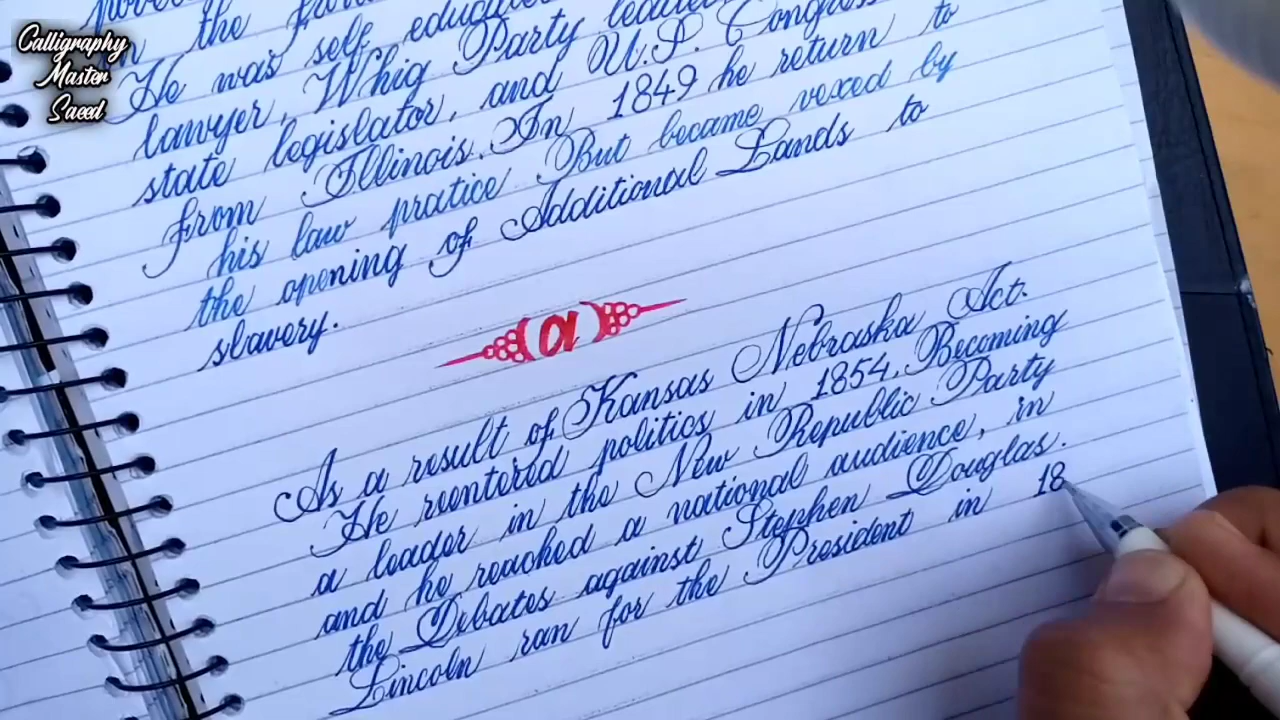 Calligraphy
Master
Saeed
the
He was self educated
lawyer, Whig Party leader
state legislator, and U.S. Congress
from Illinois. In 1849 he return to
his law pratice But became vexed by
the opening of Additional Lands to
slavery.
a
As a result of Kansas Nebraska Act.
He reentered politics in 1854. Becoming
a leader in the New Republic Party
and he reached a national audience, in
the Debates against Stephen Douglas.
Lincoln ran for the President in 18